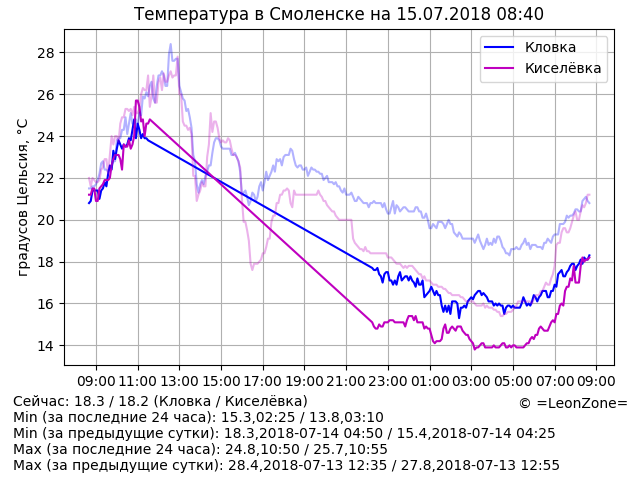 Температура в Смоленске на 15.07.2018 08:40
Кловка
Киселёвка
градусов Цельсия, °C
28
26
24
22
20
18
16
14
09:00 11:00 13:00 15:00 17:00 19:00 21:00 23:00 01:00 03:00 05:00 07:00 09:00
© =LeonZone=
Сейчас: 18.3 / 18.2 (Кловка / Киселёвка)
Min (за последние 24 часа): 15.3,02:25 / 13.8,03:10
Min (за предыдущие сутки): 18.3,2018-07-14 04:50 / 15.4,2018-07-14 04:25
Max (за последние 24 часа): 24.8,10:50 / 25.7,10:55
Max (за предыдущие сутки): 28.4,2018-07-13 12:35 / 27.8,2018-07-13 12:55